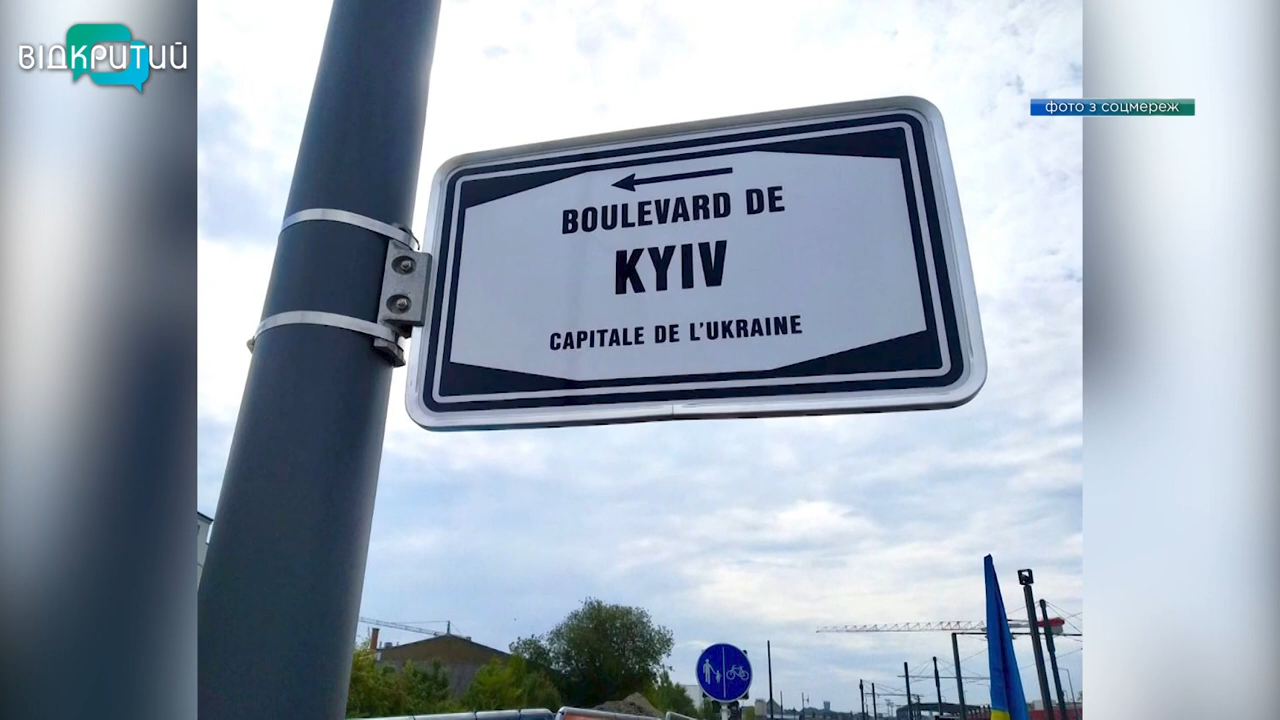 ВІДКРИТИЙ
фото з соцмереж
BOULEVARD DE
KYIV
CAPITALE DE L'UKRAINE